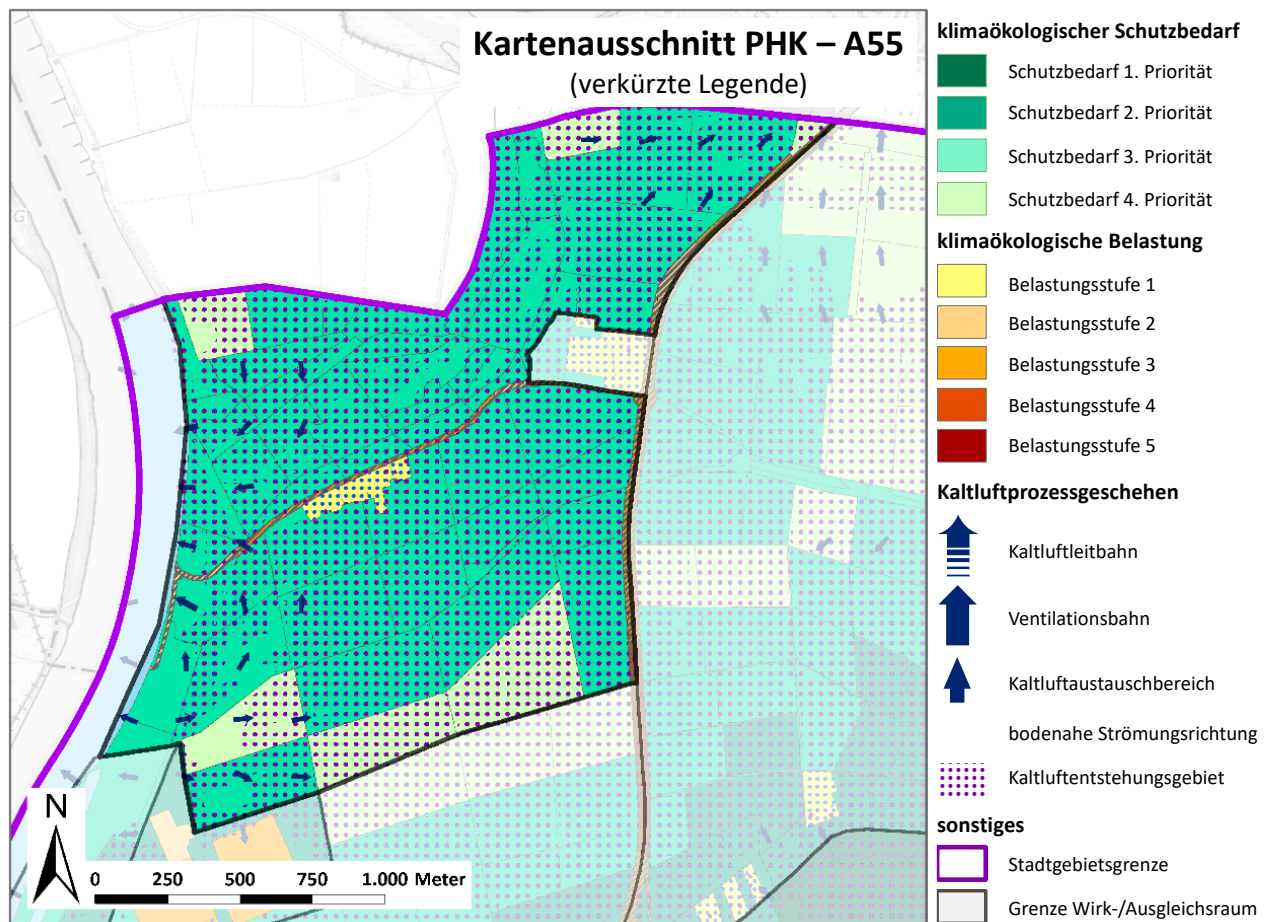 Kartenausschnitt PHK – A55
(verkürzte Legende)
klimaökologischer Schutzbedarf
Schutzbedarf 1. Priorität
Schutzbedarf 2. Priorität
Schutzbedarf 3. Priorität
Schutzbedarf 4. Priorität
klimaökologische Belastung
Belastungsstufe 1
Belastungsstufe 2
Belastungsstufe 3
Belastungsstufe 4
Belastungsstufe 5
Kaltluftprozessgeschehen
Kaltluftleitbahn
Ventilationsbahn
Kaltluftaustauschbereich
bodennahe Strömungsrichtung
Kaltluftentstehungsgebiet
sonstiges
Stadtgebietsgrenze
Grenze Wirk-/Ausgleichsraum
N
0 250 500 750 1.000 Meter